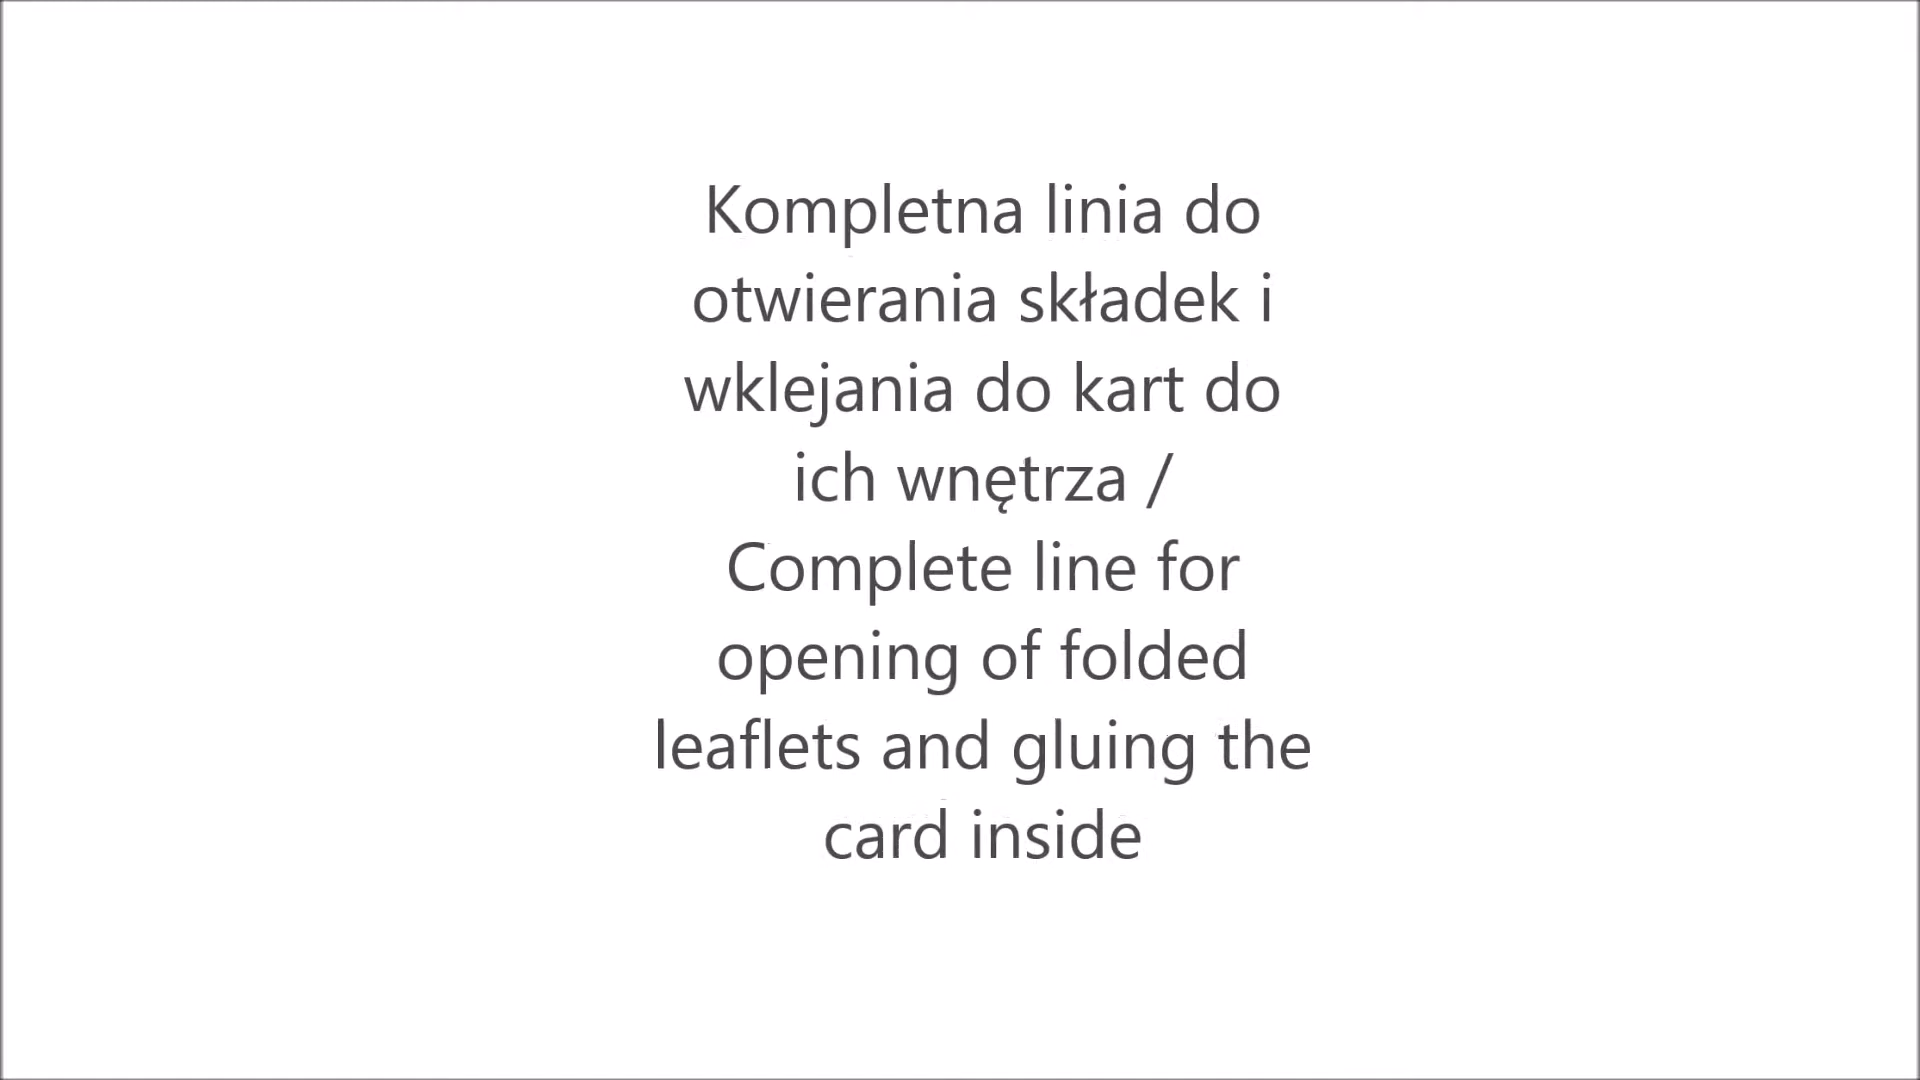 Kompletna linia do
otwierania składek i
wklejania do kart do
ich wnętrza /
Complete line for
opening of folded
leaflets and gluing the
card inside